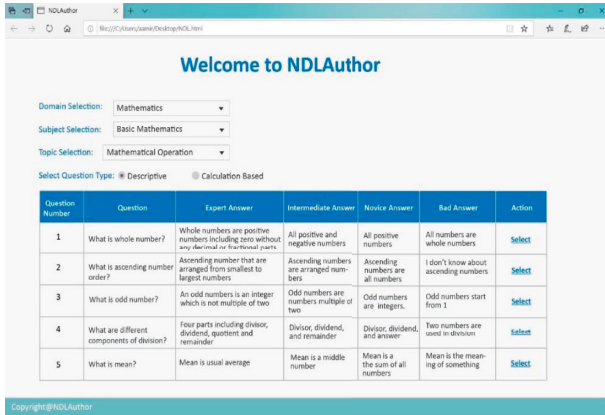 NDLAuthor
file:///C:/Users/aamir/Desktop/NDL.html
Welcome to NDLAuthor
Domain Selection: Mathematics
Subject Selection: Basic Mathematics
Topic Selection: Mathematical Operation
Select Question Type: Descriptive Calculation Based
Question
Number
Question
Expert Answer
Intermediate Answer
Novice Answer
Bad Answer
Action
1
What is whole number?
Whole numbers are positive
numbers including zero without
any decimal or fractional parts
All positive and
negative numbers
All positive
numbers
All numbers are
whole numbers
Select
2
What is ascending number
order?
Ascending number that are
arranged from smallest to
largest numbers
Ascending numbers
are arranged num-
bers
Ascending
numbers are
all numbers
I don't know about
ascending numbers
Select
3
What is odd number?
An odd numbers is an integer
which is not multiple of two
Odd numbers are
numbers multiple of
two
Odd numbers
are integers.
Odd numbers start
from 1
Select
4
What are different
components of division?
Four parts including divisor,
dividend, quotient and
remainder
Divisor, dividend,
and remainder
Divisor, dividend,
and answer
Two numbers are
used in division
Select
5
What is mean?
Mean is usual average
Mean is a middle
number
Mean is a
the sum of all
numbers
Mean is the mean-
ing of something
Select
Copyright@NDLAuthor